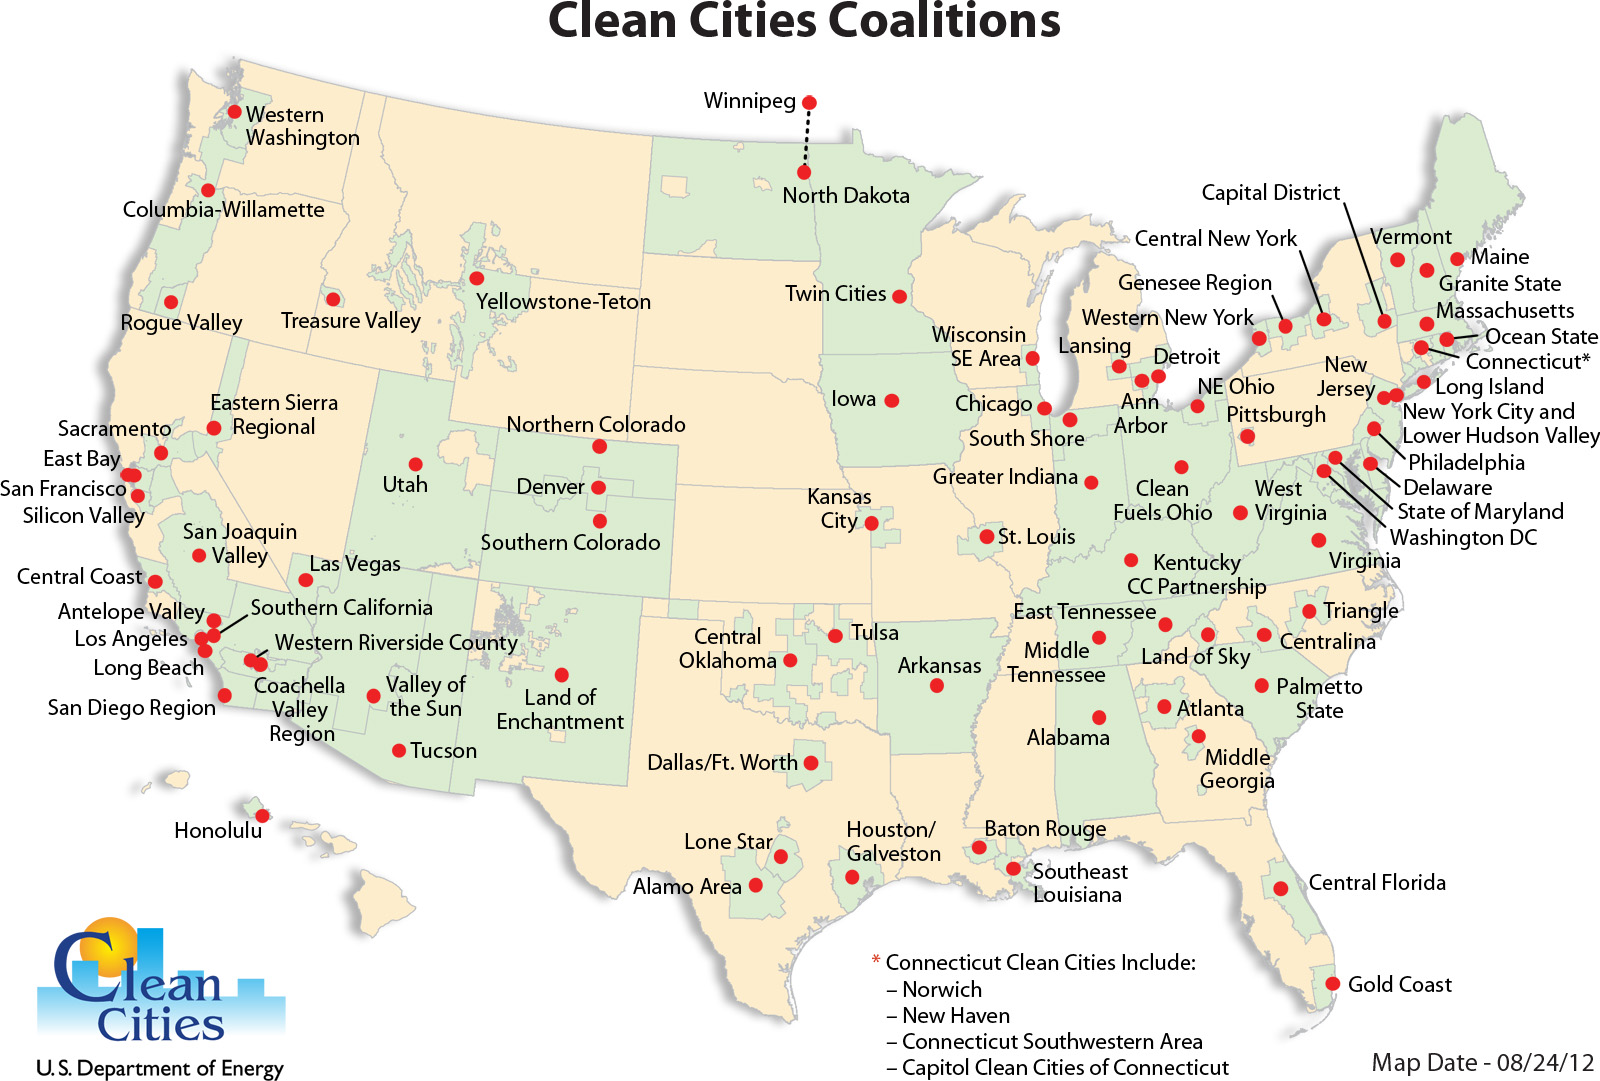 Clean Cities Coalitions
Winnipeg
Western
Washington
North Dakota
Capital District
Columbia-Willamette
Central New York
Vermont
Maine
Genesee Region
Granite State
Twin Cities
Yellowstone-Teton
Rogue Valley
Treasure Valley
Western New York
Massachusetts
Wisconsin
SE Area
Lansing
Detroit
Ocean State
Connecticut*
New
Jersey
Long Island
NE Ohio
Ann
Arbor
Pittsburgh
Iowa
Chicago
South Shore
New York City and
Lower Hudson Valley
Eastern Sierra
Regional
Sacramento
Northern Colorado
East Bay
Philadelphia
Utah
Denver
Greater Indiana
San Francisco
Silicon Valley
Kansas
City
Clean
Fuels Ohio
West
Virginia
Delaware
State of Maryland
Washington DC
San Joaquin
Valley
Southern Colorado
St. Louis
Virginia
Las Vegas
Central Coast
Kentucky
CC Partnership
Antelope Valley
Southern California
East Tennessee
Triangle
Los Angeles
Western Riverside County
Central
Oklahoma
Tulsa
Middle
Tennessee
Land of Sky
Centralina
Long Beach
Arkansas
Coachella
Valley
Region
Valley of
the Sun
Land of
Enchantment
Palmetto
State
San Diego Region
Atlanta
Alabama
Tucson
Dallas/Ft. Worth
Middle
Georgia
Honolulu
Lone Star
Houston/
Galveston
Baton Rouge
Alamo Area
Southeast
Louisiana
Central Florida
Gold Coast
* Connecticut Clean Cities Include:
– Norwich
– New Haven
– Connecticut Southwestern Area
– Capitol Clean Cities of Connecticut
Clean
Cities
U.S. Department of Energy
Map Date - 08/24/12